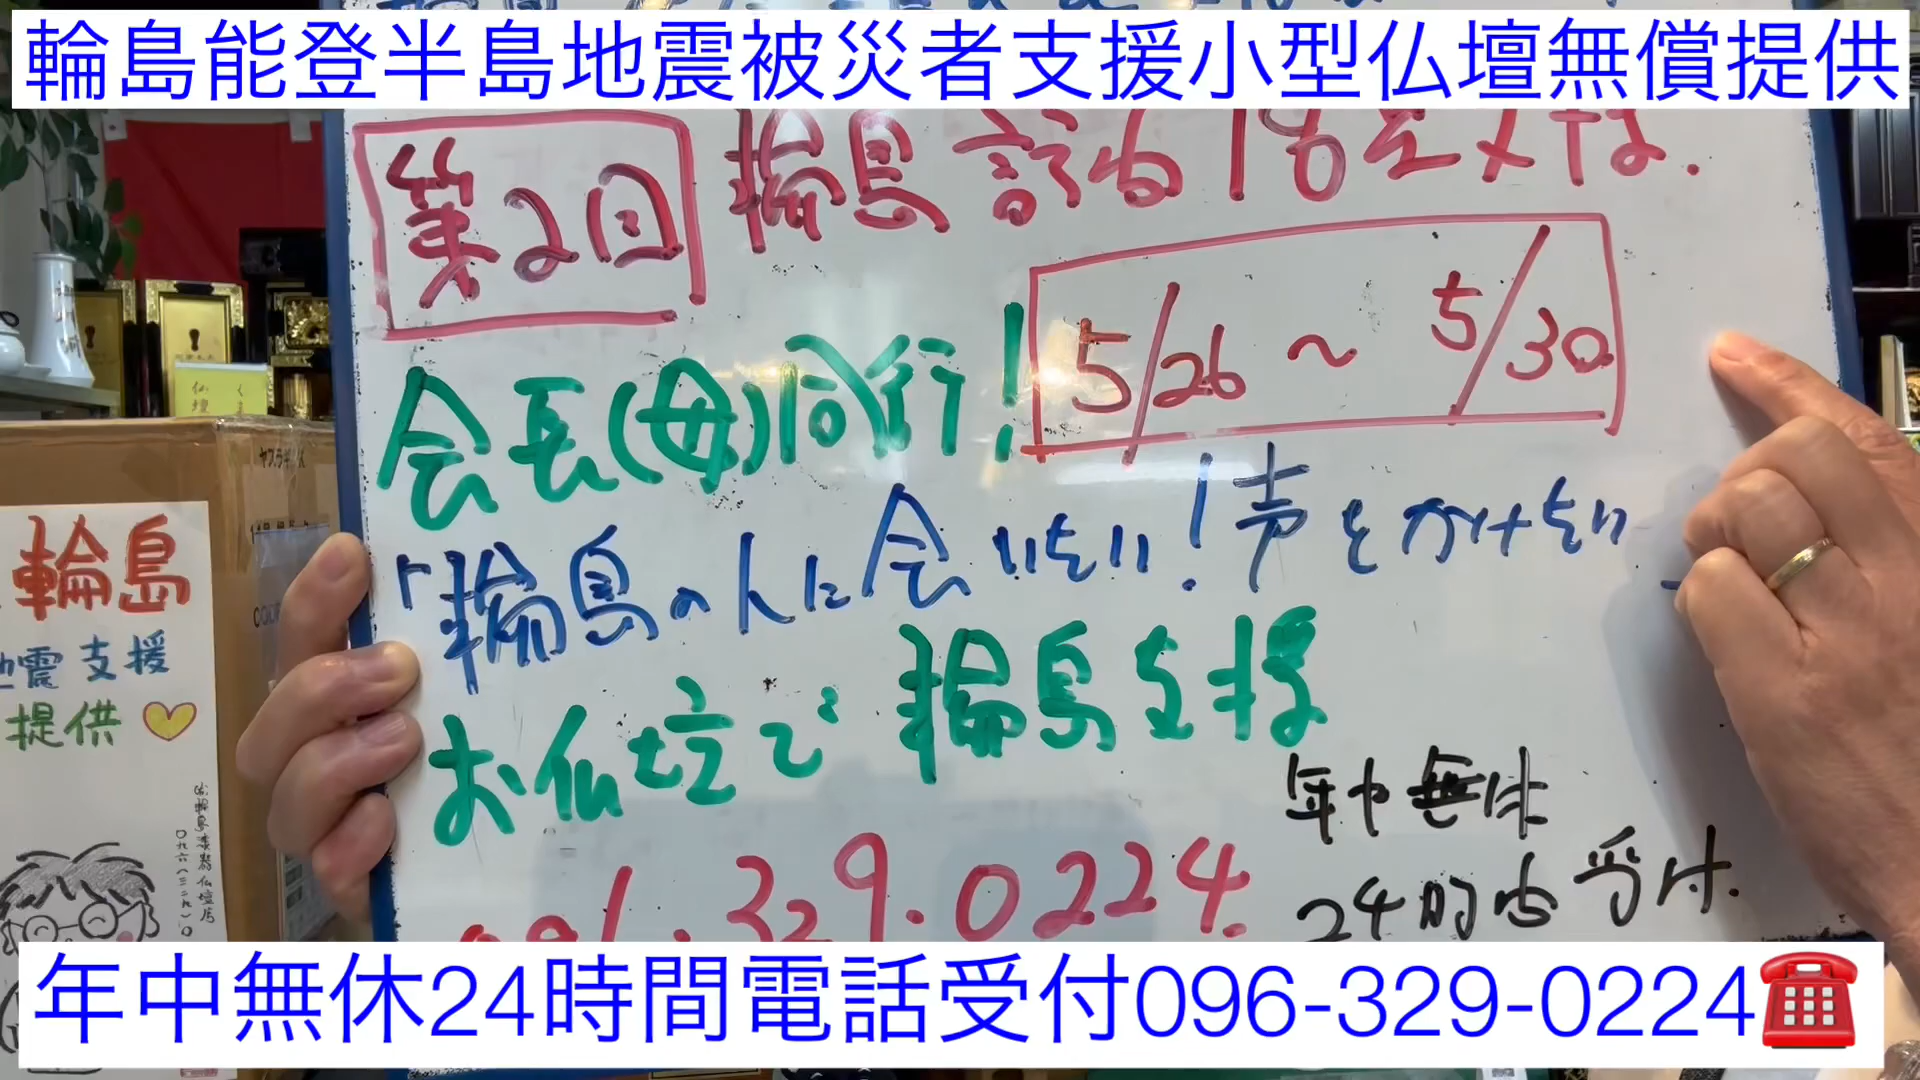 輪島能登半島地震被災者支援小型仏壇無償提供
第2回 輪島訪問
5/26 ~ 5/30
会長(母)同行!
「輪島の人に会いたい!声をかけたい
お仏壇で 輪島支援
年中無休
096.329.0224.
24時間受付.
輪島
地震支援
提供
仏壇
年中無休24時間電話受付096-329-0224☎